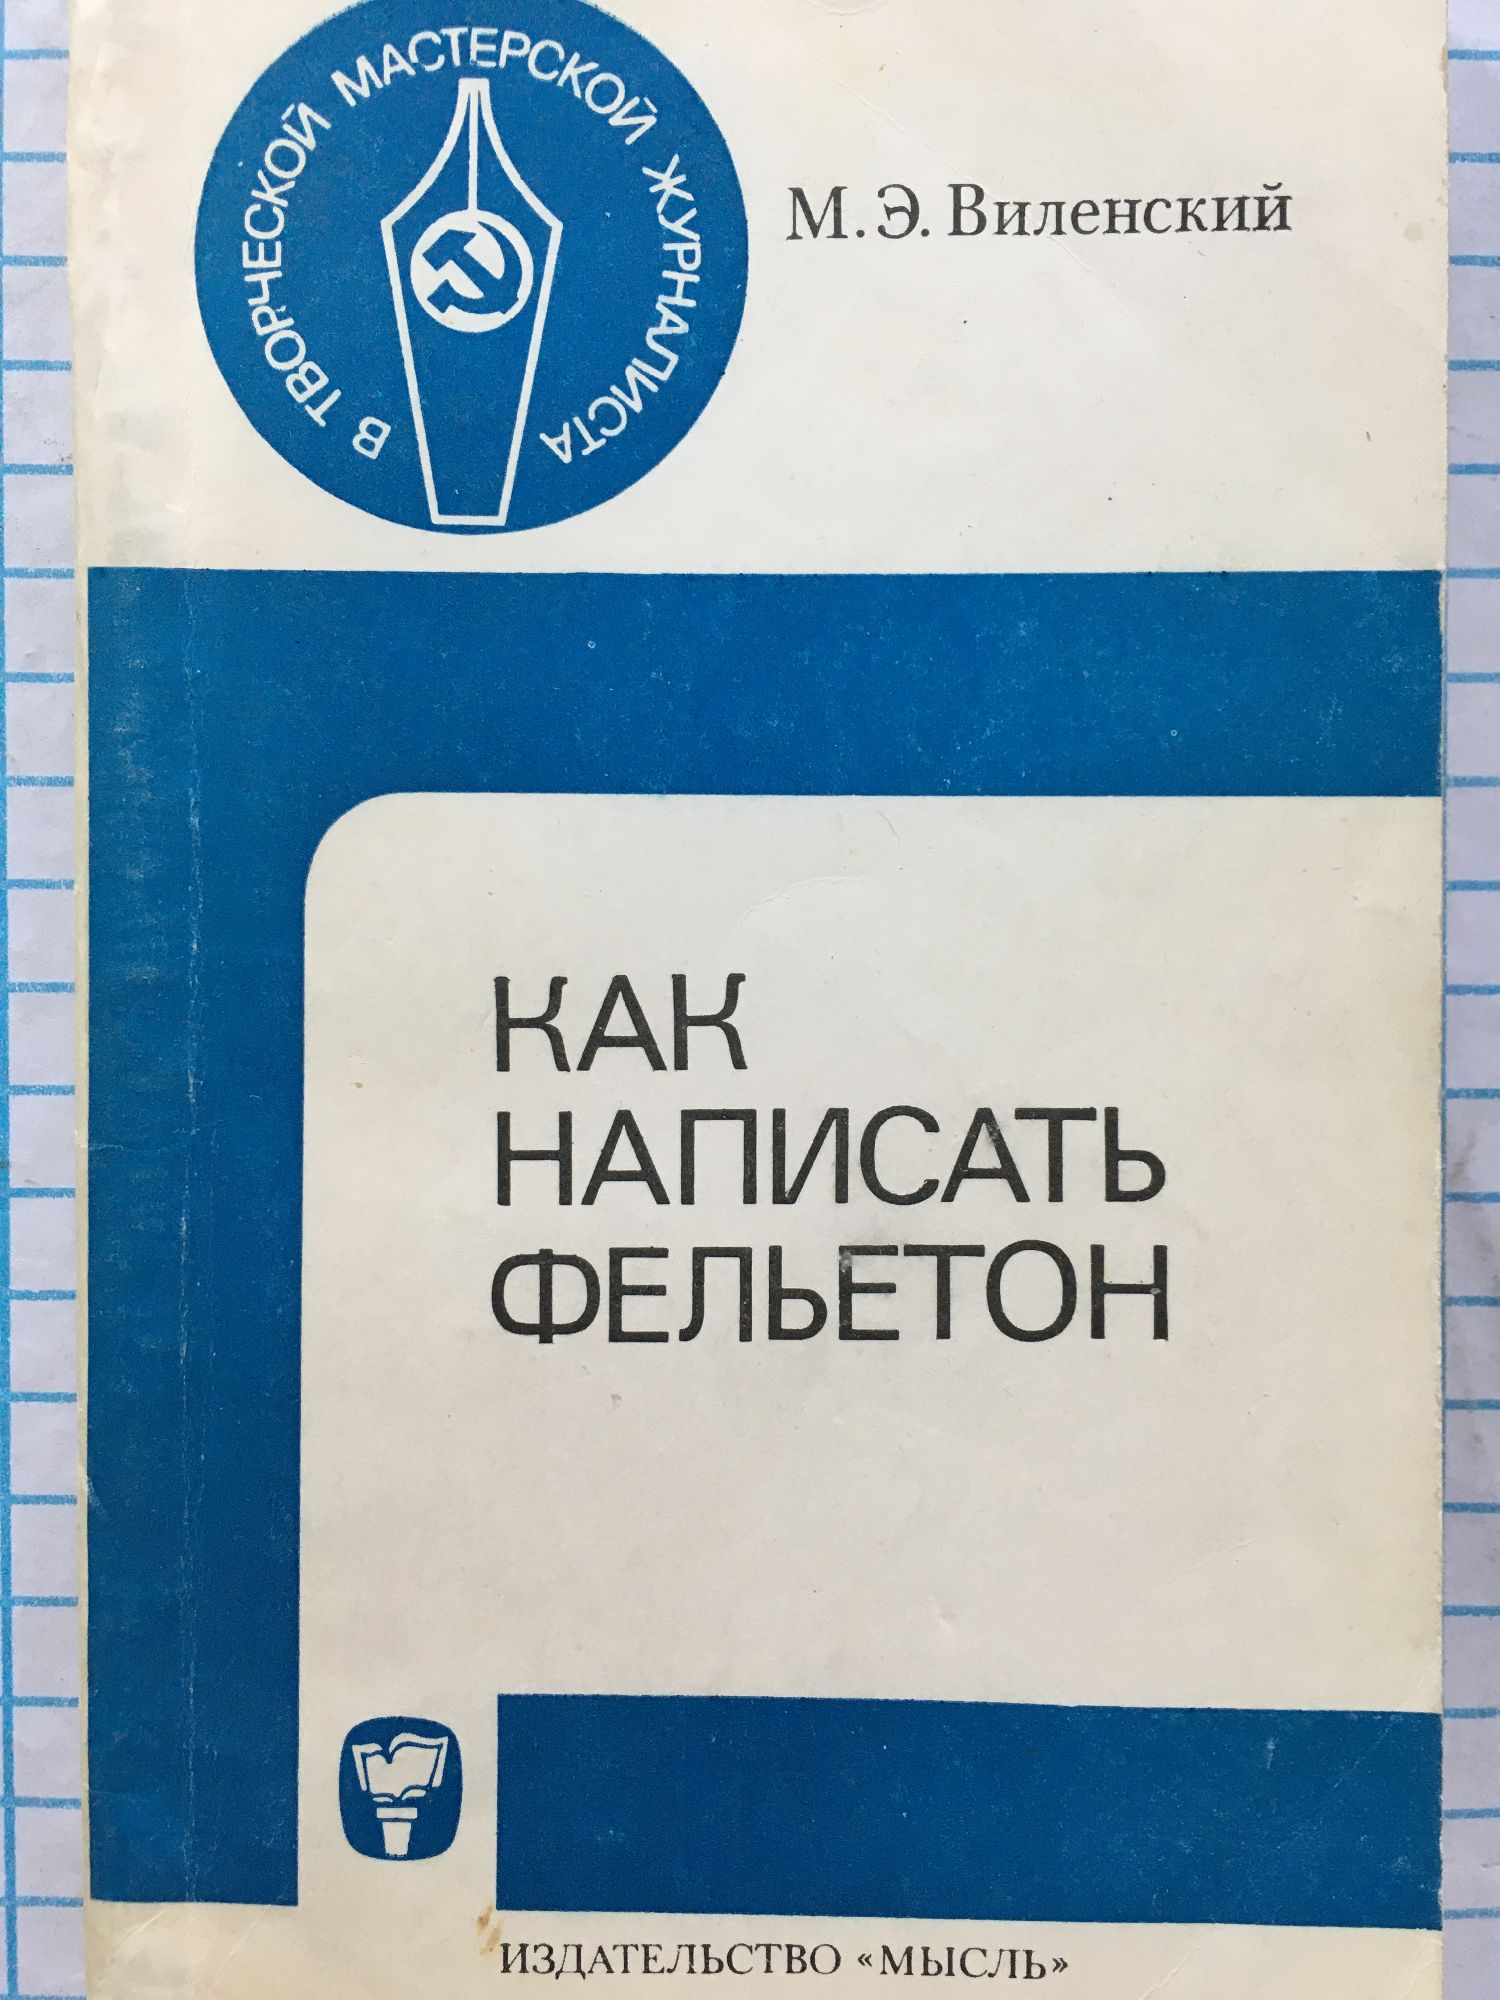 В ТВОРЧЕСКОЙ МАСТЕРСКОЙ ЖУРНАЛИСТА
М. Э. Виленский
КАК
НАПИСАТЬ
ФЕЛЬЕТОН
ИЗДАТЕЛЬСТВО «МЫСЛЬ»